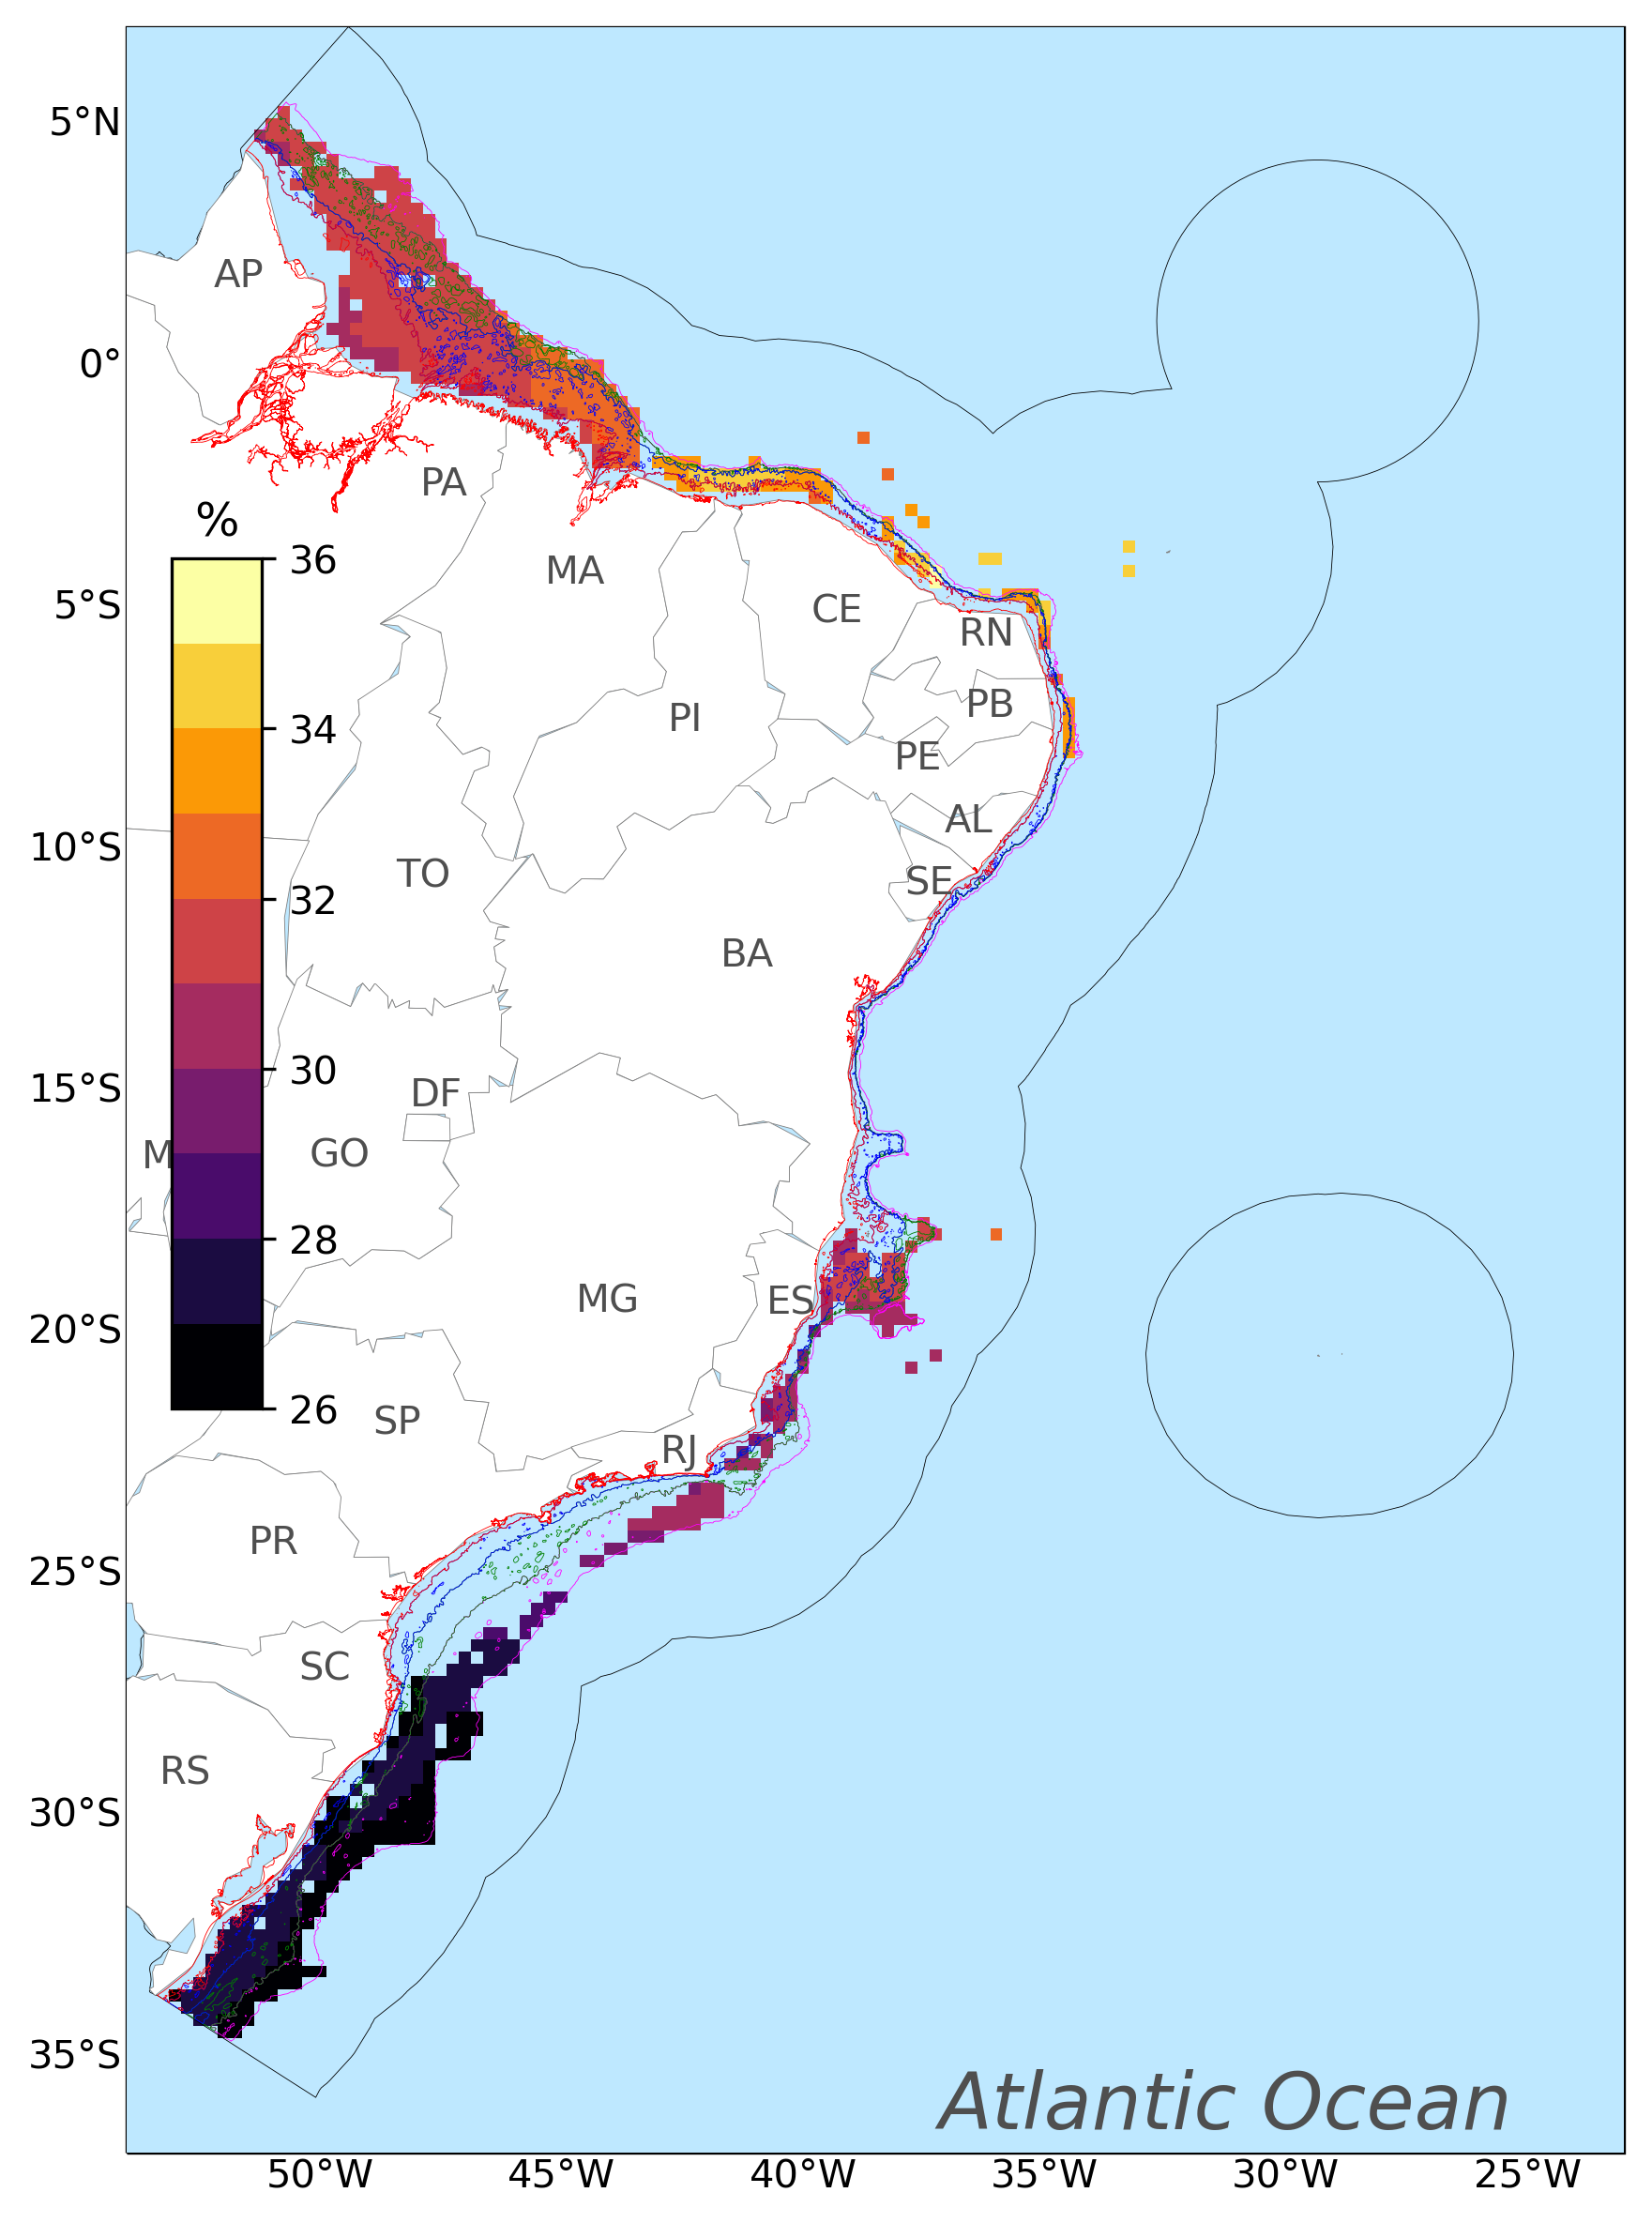 5°N
AP
0°
PA
%
36
MA
5°S
CE
RN
PB
PI
34
PE
AL
10°S
TO
32
SE
BA
30
15°S
DF
M
GO
28
MG
ES
20°S
26
SP
RJ
PR
25°S
SC
RS
30°S
35°S
Atlantic Ocean
50°W
45°W
40°W
35°W
30°W
25°W